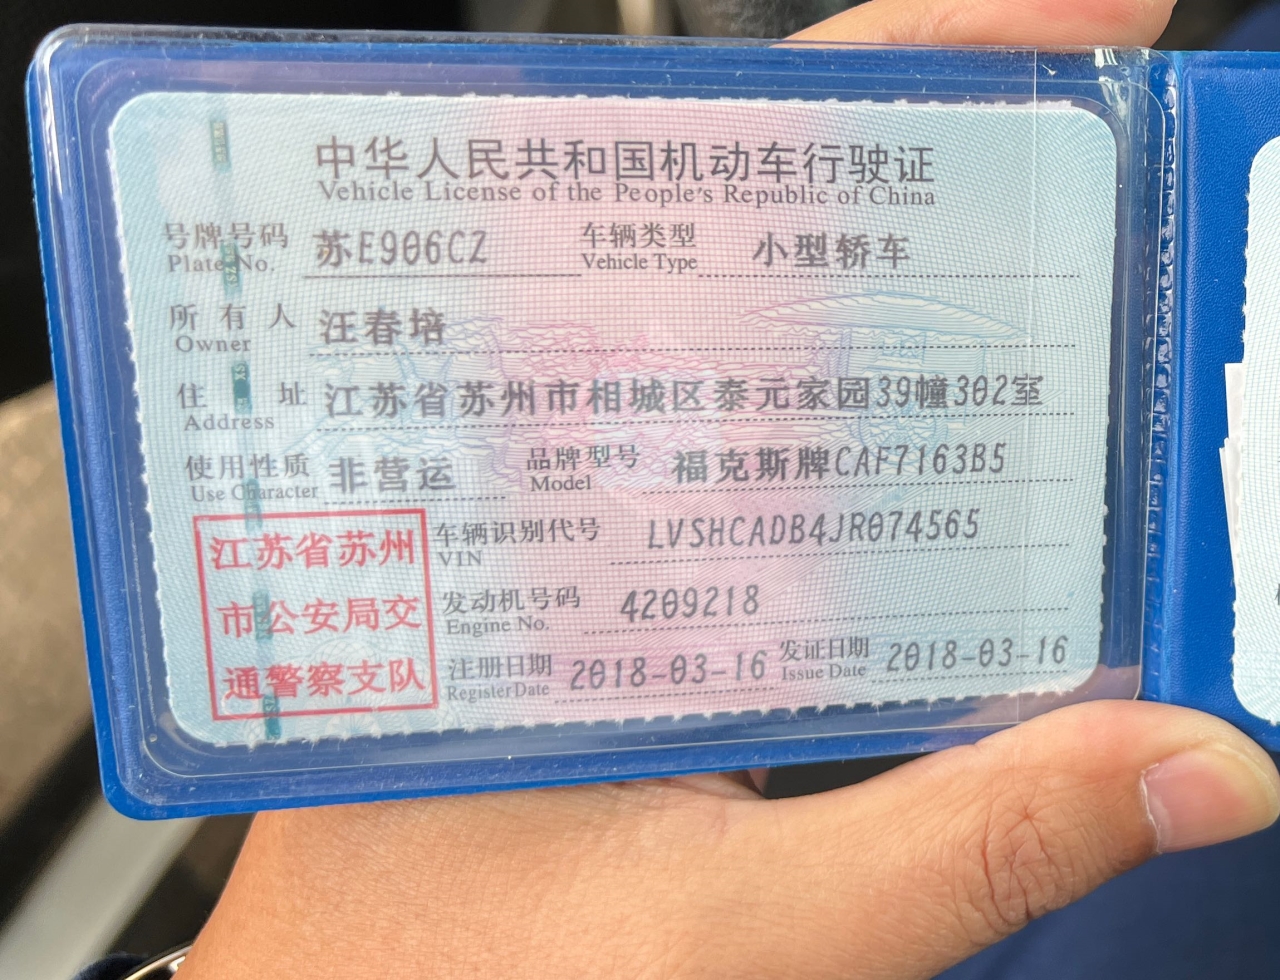 中华人民共和国机动车行驶证
Vehicle License of the People's Republic of China
号牌号码 苏E906CZ 车辆类型 小型轿车
Plate No. Vehicle Type
所有人 汪春培
Owner
住址 江苏省苏州市相城区泰元家园39幢302室
Address
使用性质 非营运 品牌型号 福克斯牌CAF7163B5
Use Character Model
车辆识别代号 LVSHCADB4JR074565
VIN
发动机号码 4209218
Engine No.
注册日期 2018-03-16 发证日期 2018-03-16
Register Date Issue Date
江苏省苏州
市公安局交
通警察支队